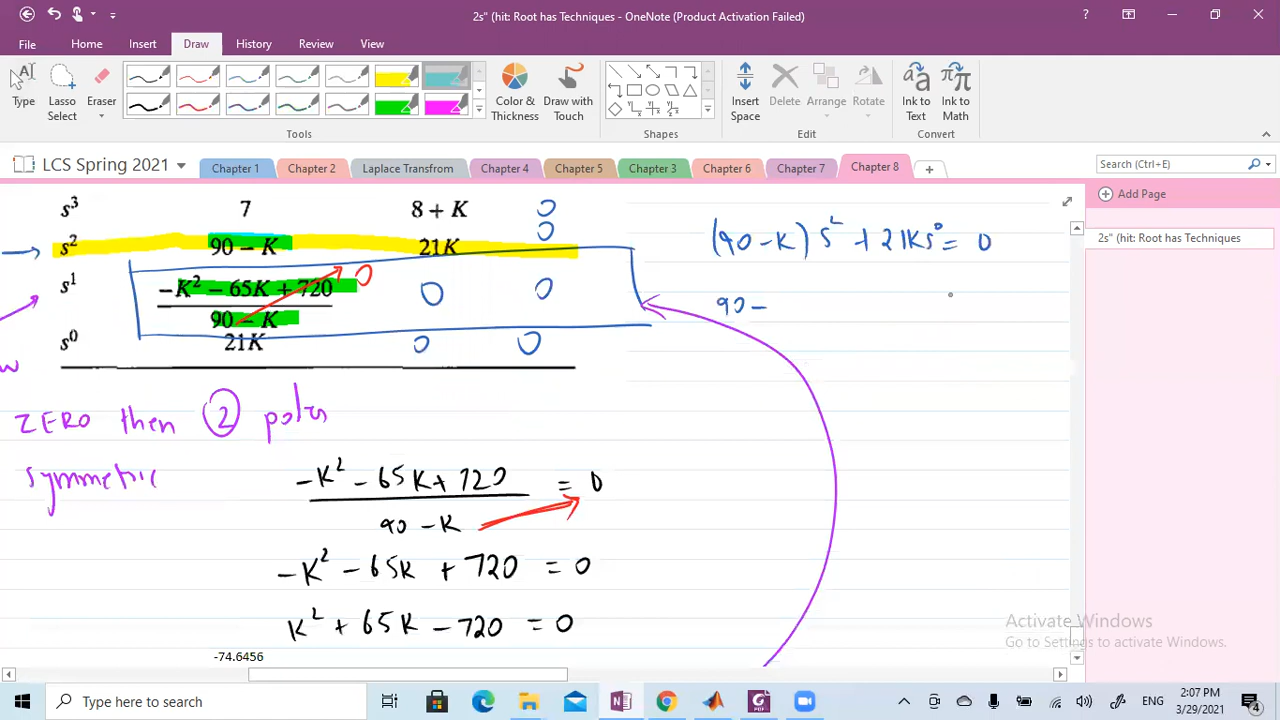 2s" (hit: Root has Techniques - OneNote (Product Activation Failed)
File Home Insert Draw History Review View
Type Lasso Select Eraser Color & Thickness Draw with Touch Insert Space Delete Arrange Rotate Ink to Text Ink to Math
Tools Shapes Edit Convert
LCS Spring 2021 Chapter 1 Chapter 2 Laplace Transfrom Chapter 4 Chapter 5 Chapter 3 Chapter 6 Chapter 7 Chapter 8
Search (Ctrl+E)
Add Page
2s" (hit: Root has Techniques
s³ 7 8 + K 0
s² 90 − K 21K 0
s¹ −K² − 65K + 720 0 0 0
90 − K
s⁰ 21K 0 0
(90 − K) s² + 21Ks⁰ = 0
90 −
w
ZERO then 2 poles
symmetric
−K² − 65K + 720 = 0
90 − K
−K² − 65K + 720 = 0
K² + 65K − 720 = 0
-74.6456
Activate Windows
Go to Settings to activate Windows.
Type here to search
ENG
2:07 PM
3/29/2021
4